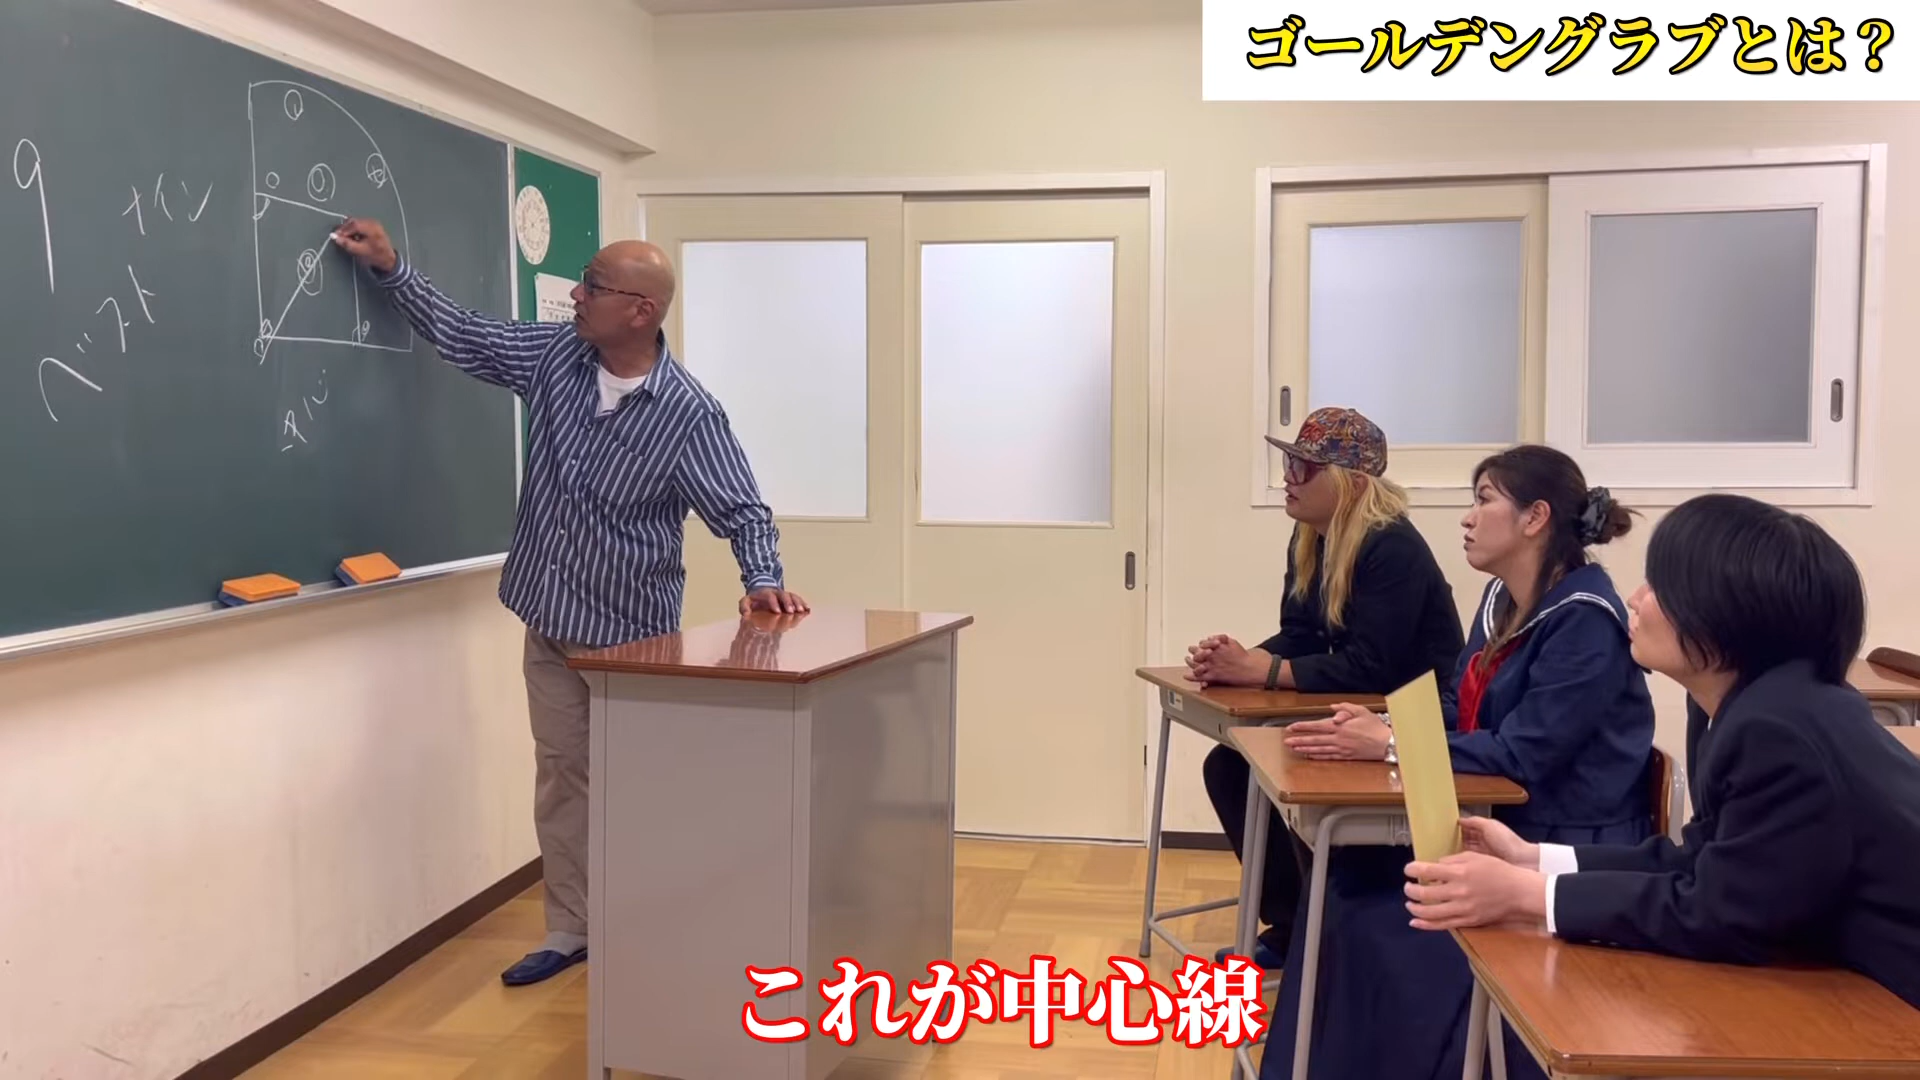 ゴールデングラブとは？
9
ナイン
ベスト
これが中心線